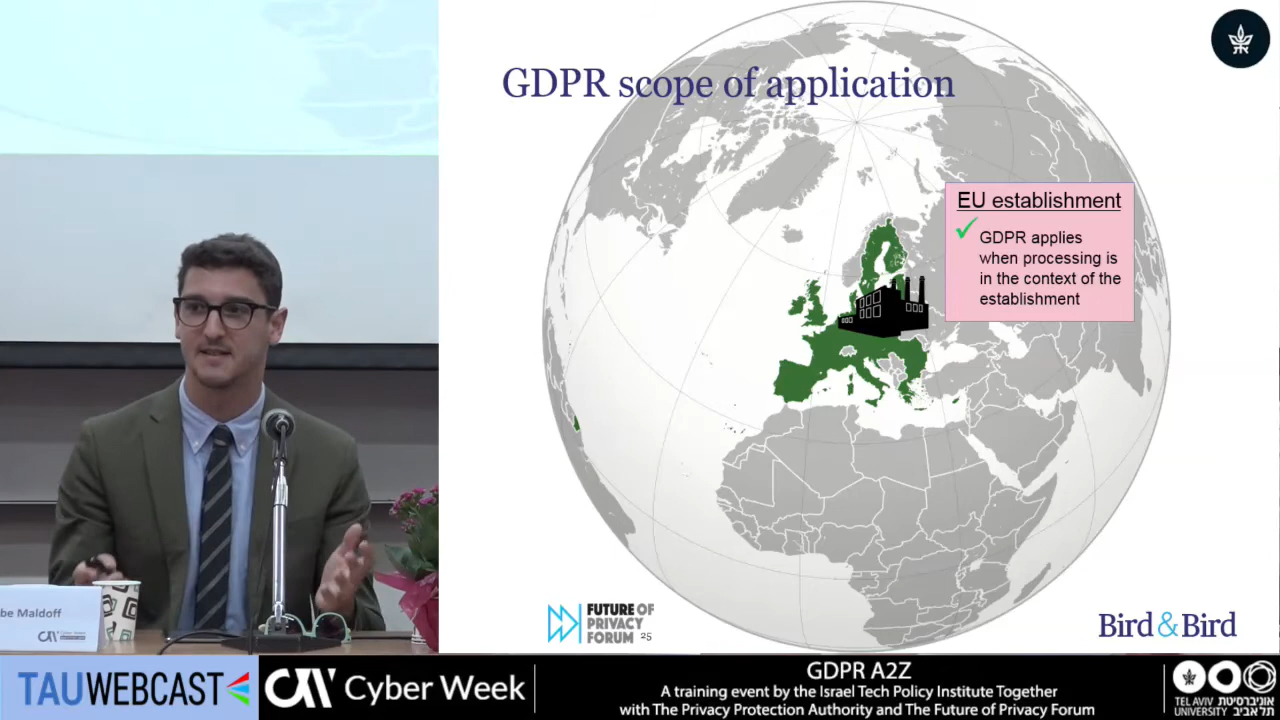 GDPR scope of application
EU establishment
GDPR applies
when processing is
in the context of the
establishment
be Maldoff
Cyber Week
FUTURE OF
PRIVACY
FORUM
25
Bird & Bird
TAUWEBCAST
Cyber Week
GDPR A2Z
A training event by the Israel Tech Policy Institute Together
with The Privacy Protection Authority and The Future of Privacy Forum
TEL AVIV אוניברסיטת
UNIVERSITY תל אביב